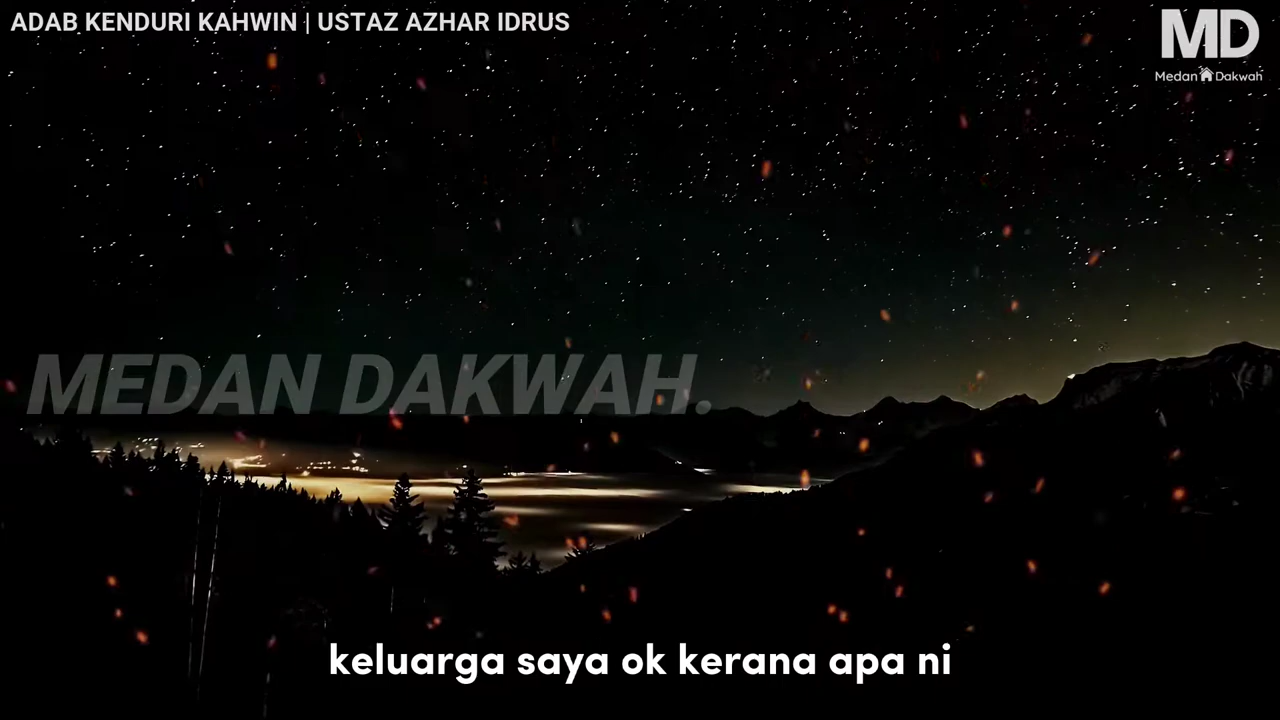 ADAB KENDURI KAHWIN | USTAZ AZHAR IDRUS
MD
Medan Dakwah
MEDAN DAKWAH.
keluarga saya ok kerana apa ni